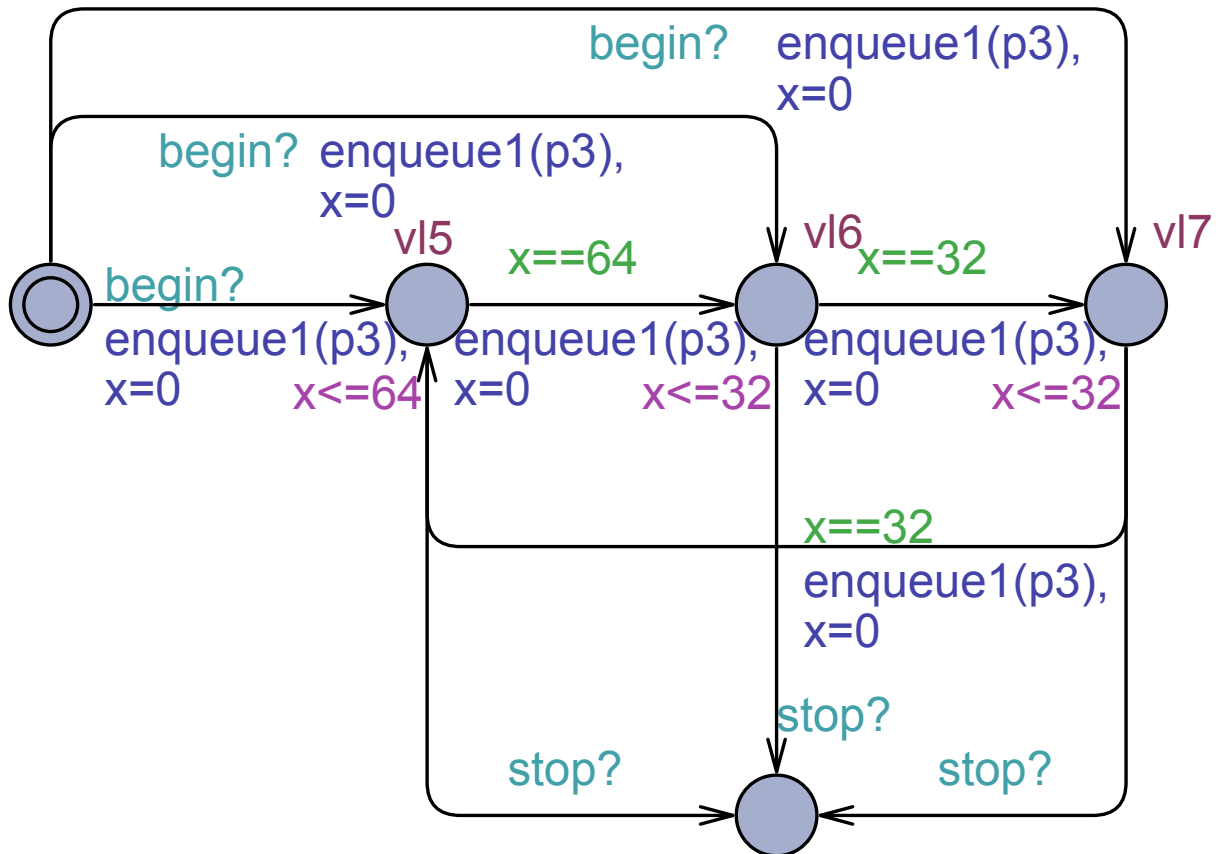 begin? enqueue1(p3),
x=0
begin? enqueue1(p3),
x=0
vl5
vl6
vl7
x==64
x==32
begin?
enqueue1(p3),
x=0
x<=64
enqueue1(p3),
x=0
x<=32
enqueue1(p3),
x=0
x<=32
x==32
enqueue1(p3),
x=0
stop?
stop?
stop?